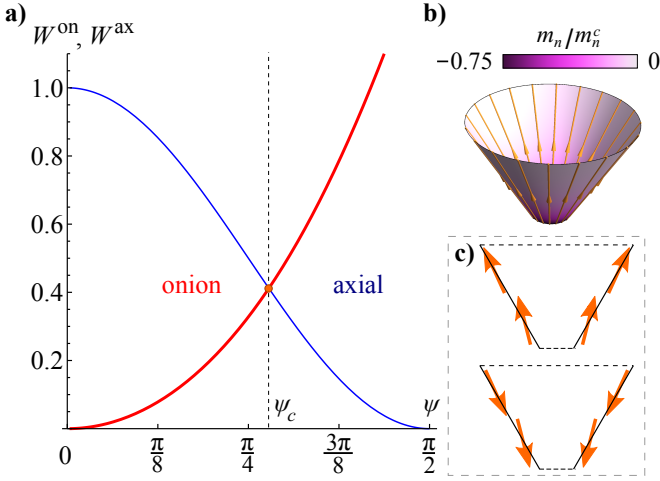 a)
W^on, W^ax
1.0
0.8
0.6
0.4
0.2
0
onion
axial
ψ_c
ψ
π/8
π/4
3π/8
π/2
b)
m_n/m_n^c
−0.75
0
c)